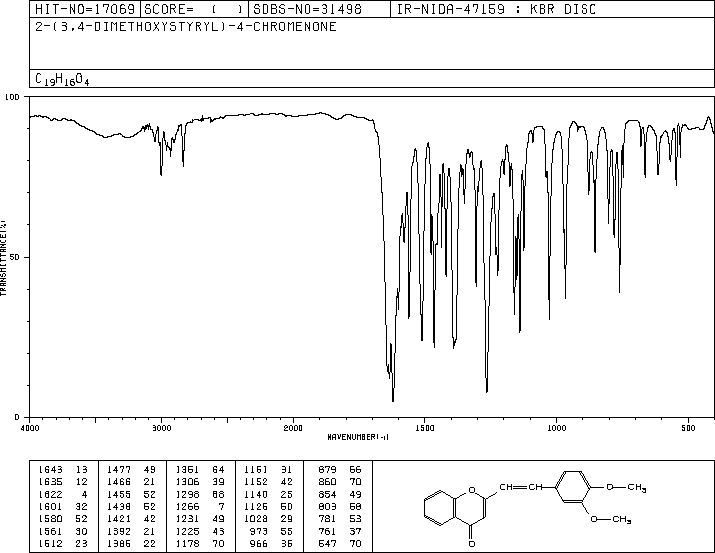 HIT-NO=17069 SCORE= ( ) SDBS-NO=31498 IR-NIDA-47159 : KBR DISC
2-(3,4-DIMETHOXYSTYRYL)-4-CHROMENONE
C19H16O4
100
50
0
TRANSMITTANCE(%)
4000 3000 2000 1500 1000 500
WAVENUMBER(-1)
1643 13 1477 49 1351 64 1161 31 879 66
1635 12 1466 21 1306 39 1152 42 860 70
1622 4 1455 52 1298 68 1140 25 854 49
1601 32 1438 52 1266 7 1126 50 803 58
1580 52 1421 42 1231 49 1028 29 781 53
1561 30 1392 21 1225 43 973 55 761 37
1512 23 1385 22 1178 70 966 35 647 70
O CH=CH O-CH3
O-CH3
O